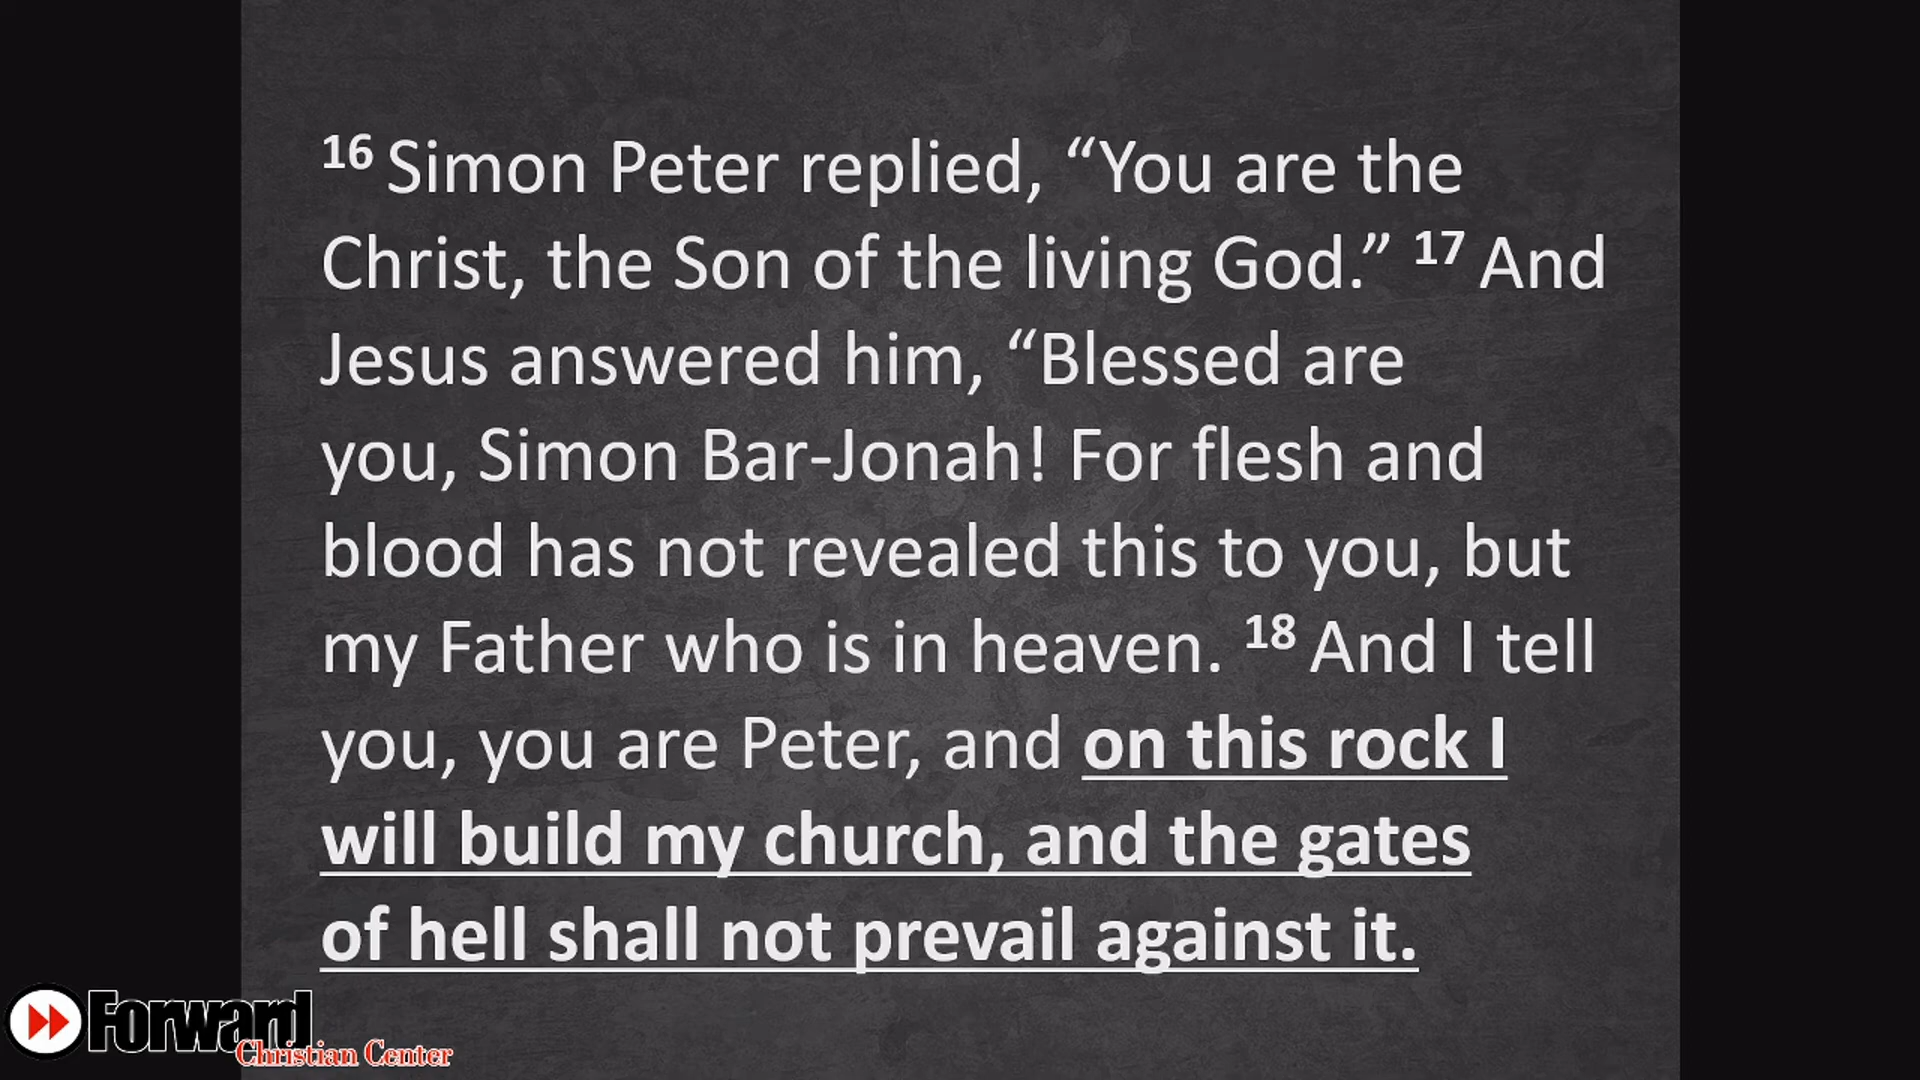 16 Simon Peter replied, “You are the
Christ, the Son of the living God.” 17 And
Jesus answered him, “Blessed are
you, Simon Bar-Jonah! For flesh and
blood has not revealed this to you, but
my Father who is in heaven. 18 And I tell
you, you are Peter, and on this rock I
will build my church, and the gates
of hell shall not prevail against it.
Forward
Christian Center